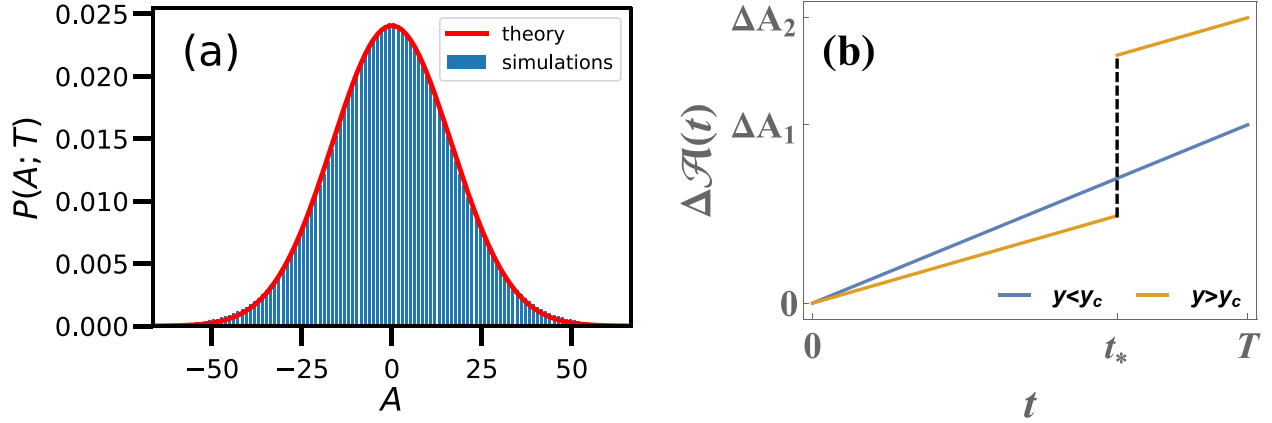 (a)
theory
simulations
P(A; T)
0.025
0.020
0.015
0.010
0.005
0.000
−50
−25
0
25
50
A
(b)
Δ𝒜(t)
ΔA₂
ΔA₁
0
y<y_c
y>y_c
0
t_*
T
t